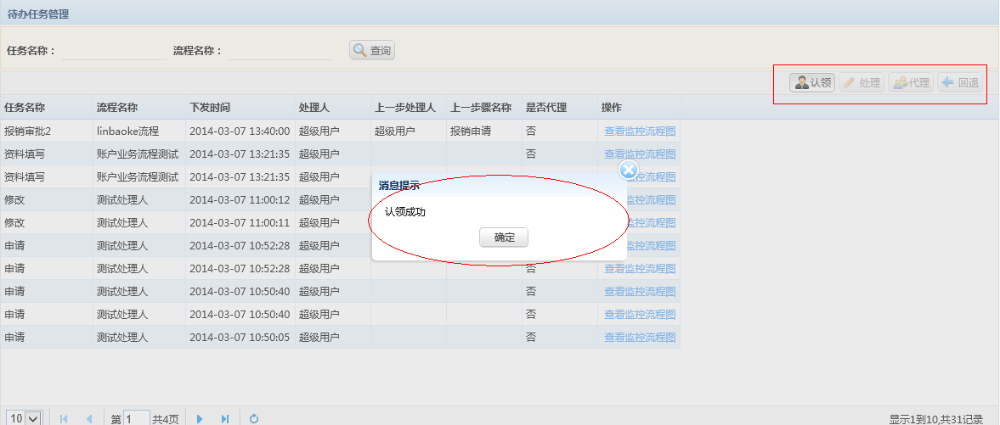 待办任务管理
任务名称： 流程名称： 查询
认领 处理 代理 回退
任务名称 流程名称 下发时间 处理人 上一步处理人 上一步骤名称 是否代理 操作
报销审批2 linbaoke流程 2014-03-07 13:40:00 超级用户 超级用户 报销申请 否 查看监控流程图
资料填写 账户业务流程测试 2014-03-07 13:21:35 超级用户 否 查看监控流程图
资料填写 账户业务流程测试 2014-03-07 13:21:35 超级用户 监控流程图
修改 测试处理人 2014-03-07 11:00:12 超级用户 监控流程图
修改 测试处理人 2014-03-07 11:00:11 超级用户 监控流程图
申请 测试处理人 2014-03-07 10:52:28 超级用户 监控流程图
申请 测试处理人 2014-03-07 10:52:28 超级用户 否 查看监控流程图
申请 测试处理人 2014-03-07 10:50:40 超级用户 否 查看监控流程图
申请 测试处理人 2014-03-07 10:50:40 超级用户 否 查看监控流程图
申请 测试处理人 2014-03-07 10:50:05 超级用户 否 查看监控流程图
消息提示
认领成功
确定
10 第 1 共4页 显示1到10,共31记录